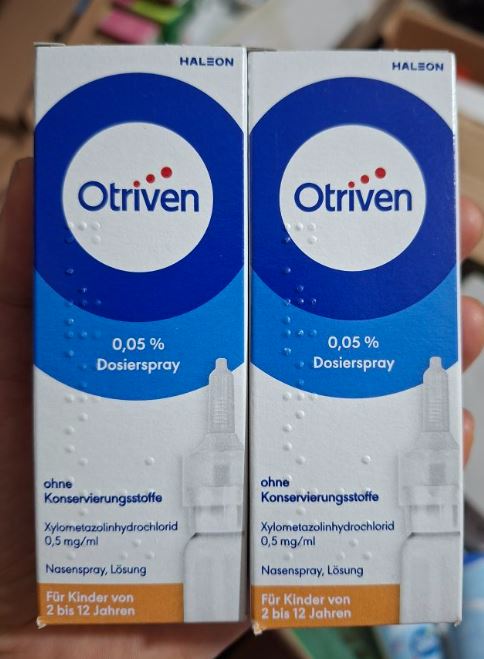 HALEON
Otriven
0,05 %
Dosierspray
ohne
Konservierungsstoffe
Xylometazolinhydrochlorid
0,5 mg/ml
Nasenspray, Lösung
Für Kinder von
2 bis 12 Jahren
HALEON
Otriven
0,05 %
Dosierspray
ohne
Konservierungsstoffe
Xylometazolinhydrochlorid
0,5 mg/ml
Nasenspray, Lösung
Für Kinder von
2 bis 12 Jahren